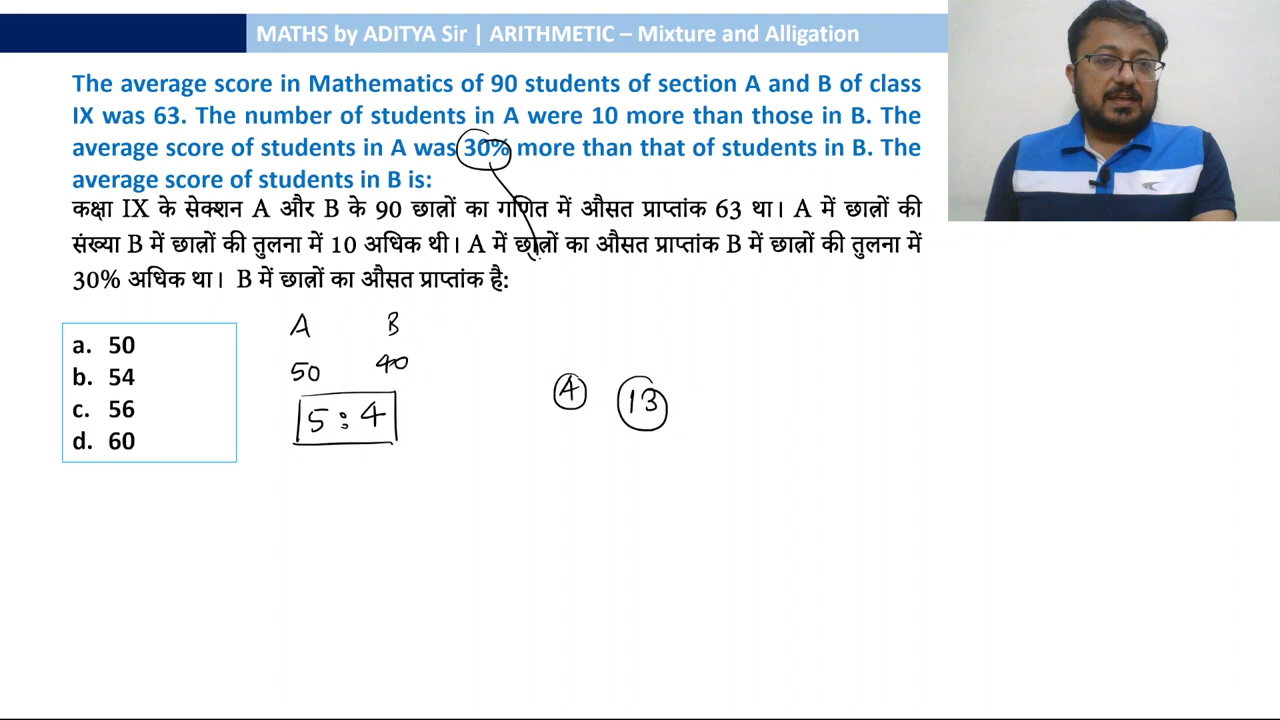 MATHS by ADITYA Sir | ARITHMETIC – Mixture and Alligation
The average score in Mathematics of 90 students of section A and B of class
IX was 63. The number of students in A were 10 more than those in B. The
average score of students in A was 30% more than that of students in B. The
average score of students in B is:
कक्षा IX के सेक्शन A और B के 90 छात्रों का गणित में औसत प्राप्तांक 63 था। A में छात्रों की
संख्या B में छात्रों की तुलना में 10 अधिक थी। A में छात्रों का औसत प्राप्तांक B में छात्रों की तुलना में
30% अधिक था। B में छात्रों का औसत प्राप्तांक है:
a. 50
b. 54
c. 56
d. 60
A B
50 40
5 : 4
A 13